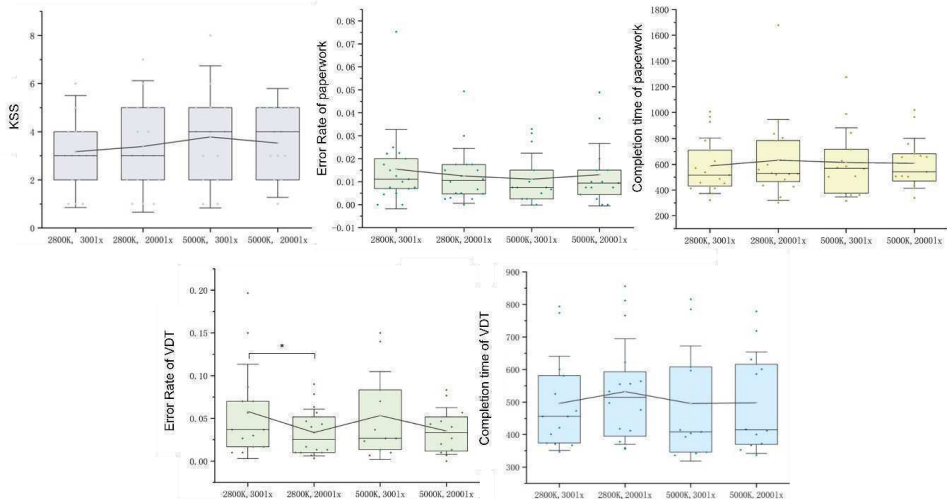 KSS
8
6
4
2
0
2800K, 300lx
2800K, 2000lx
5000K, 300lx
5000K, 2000lx
Error Rate of paperwork
0.08
0.07
0.06
0.05
0.04
0.03
0.02
0.01
0.00
−0.01
2800K, 300lx
2800K, 2000lx
5000K, 300lx
5000K, 2000lx
Completion time of paperwork
1800
1600
1400
1200
1000
800
600
400
200
2800K, 300lx
2800K, 2000lx
5000K, 300lx
5000K, 2000lx
Error Rate of VDT
0.20
0.15
0.10
0.05
0.00
*
2800K, 300lx
2800K, 2000lx
5000K, 300lx
5000K, 2000lx
Completion time of VDT
900
800
700
600
500
400
300
2800K, 300lx
2800K, 2000lx
5000K, 300lx
5000K, 2000lx